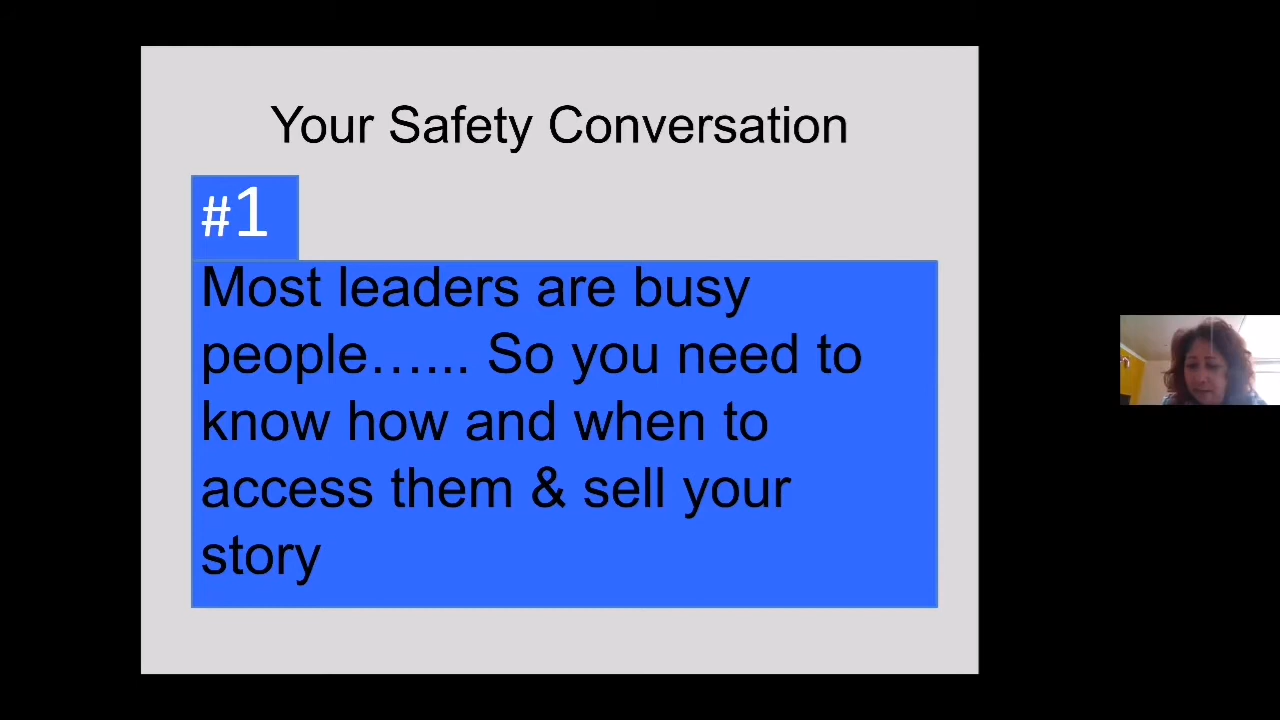 Your Safety Conversation
#1
Most leaders are busy
people…... So you need to
know how and when to
access them & sell your
story